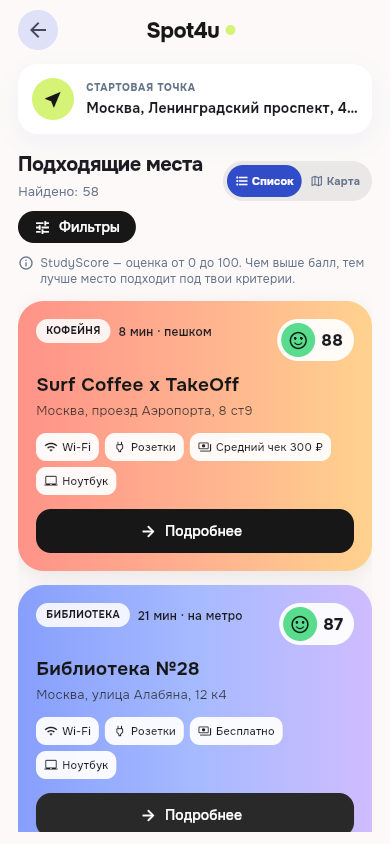 Spot4u
СТАРТОВАЯ ТОЧКА
Москва, Ленинградский проспект, 4...
Подходящие места
Найдено: 58
Список
Карта
Фильтры
StudyScore — оценка от 0 до 100. Чем выше балл, тем
лучше место подходит под твои критерии.
КОФЕЙНЯ
8 мин · пешком
88
Surf Coffee x TakeOff
Москва, проезд Аэропорта, 8 ст9
Wi-Fi
Розетки
Средний чек 300 ₽
Ноутбук
Подробнее
БИБЛИОТЕКА
21 мин · на метро
87
Библиотека №28
Москва, улица Алабяна, 12 к4
Wi-Fi
Розетки
Бесплатно
Ноутбук
Подробнее